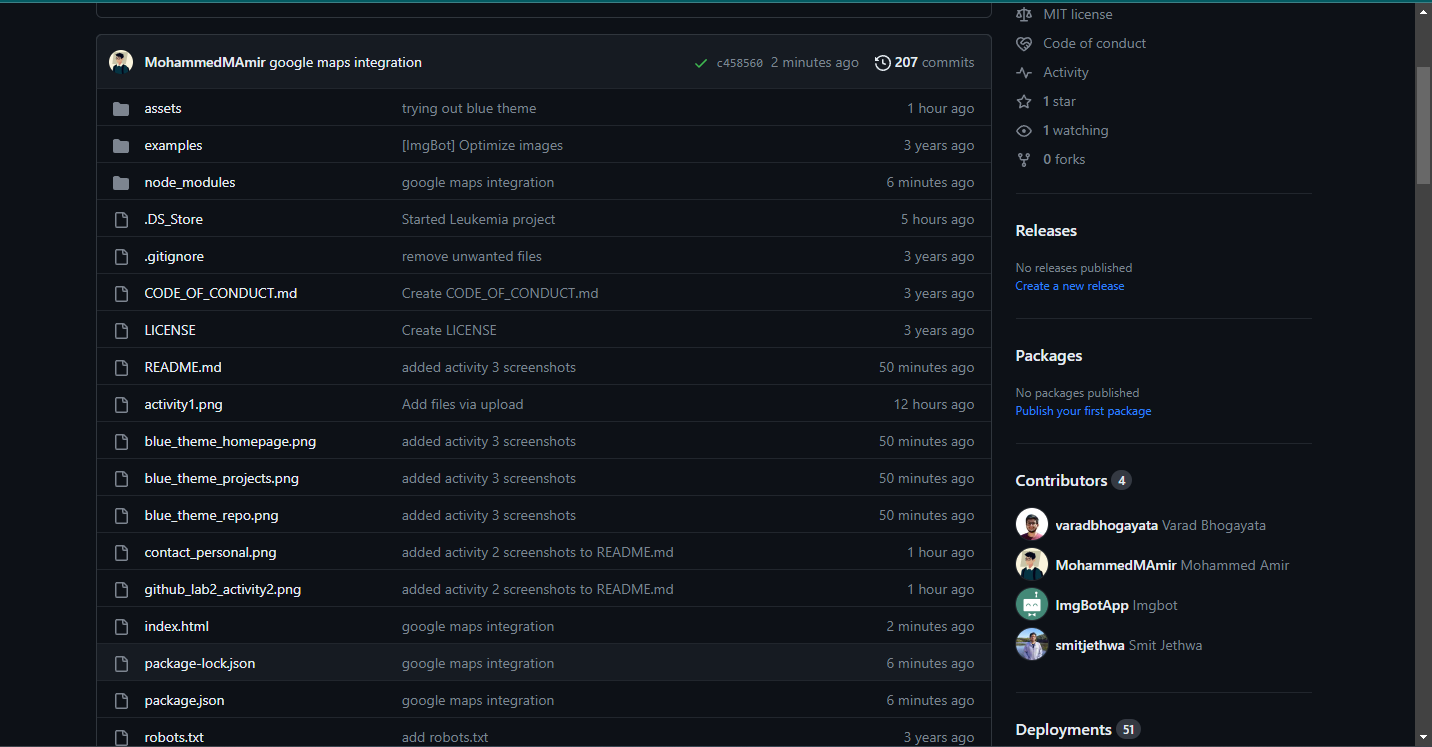 MohammedMAmir google maps integration c458560 2 minutes ago 207 commits
assets trying out blue theme 1 hour ago
examples [ImgBot] Optimize images 3 years ago
node_modules google maps integration 6 minutes ago
.DS_Store Started Leukemia project 5 hours ago
.gitignore remove unwanted files 3 years ago
CODE_OF_CONDUCT.md Create CODE_OF_CONDUCT.md 3 years ago
LICENSE Create LICENSE 3 years ago
README.md added activity 3 screenshots 50 minutes ago
activity1.png Add files via upload 12 hours ago
blue_theme_homepage.png added activity 3 screenshots 50 minutes ago
blue_theme_projects.png added activity 3 screenshots 50 minutes ago
blue_theme_repo.png added activity 3 screenshots 50 minutes ago
contact_personal.png added activity 2 screenshots to README.md 1 hour ago
github_lab2_activity2.png added activity 2 screenshots to README.md 1 hour ago
index.html google maps integration 2 minutes ago
package-lock.json google maps integration 6 minutes ago
package.json google maps integration 6 minutes ago
robots.txt add robots.txt 3 years ago
MIT license
Code of conduct
Activity
1 star
1 watching
0 forks
Releases
No releases published
Create a new release
Packages
No packages published
Publish your first package
Contributors 4
varadbhogayata Varad Bhogayata
MohammedMAmir Mohammed Amir
ImgBotApp Imgbot
smitjethwa Smit Jethwa
Deployments 51